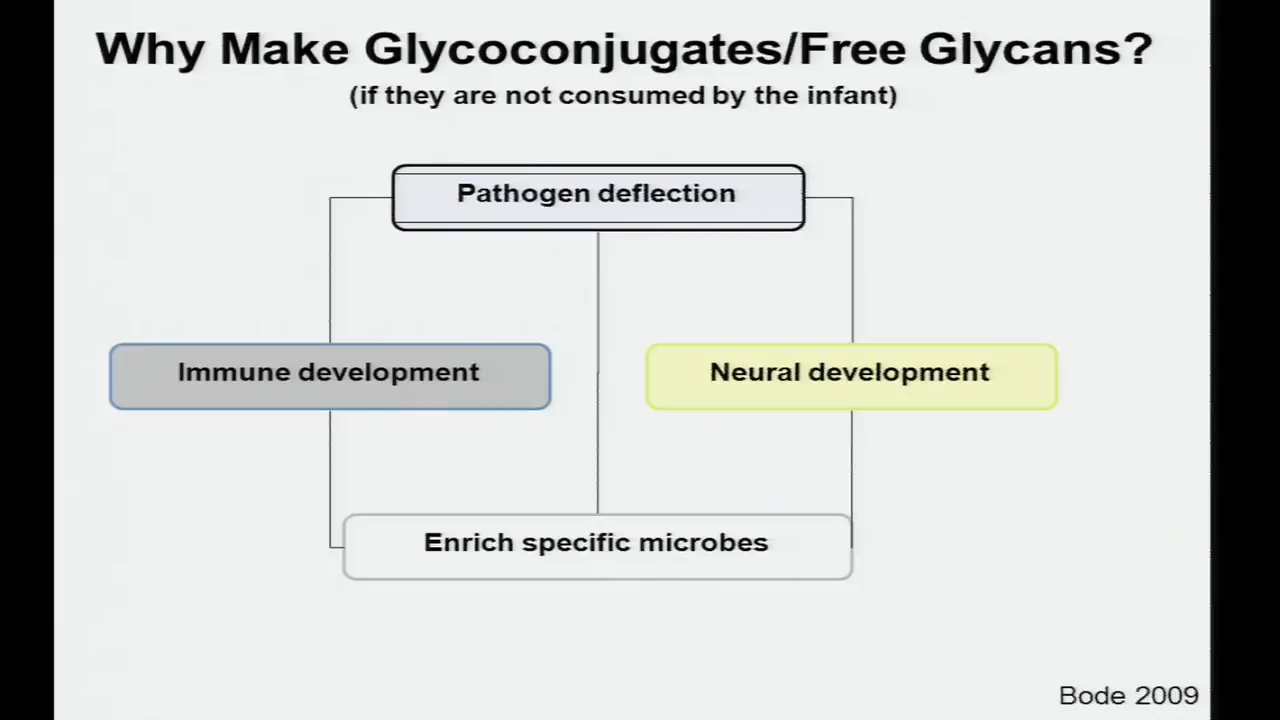 Why Make Glycoconjugates/Free Glycans?
(if they are not consumed by the infant)
Pathogen deflection
Immune development
Neural development
Enrich specific microbes
Bode 2009